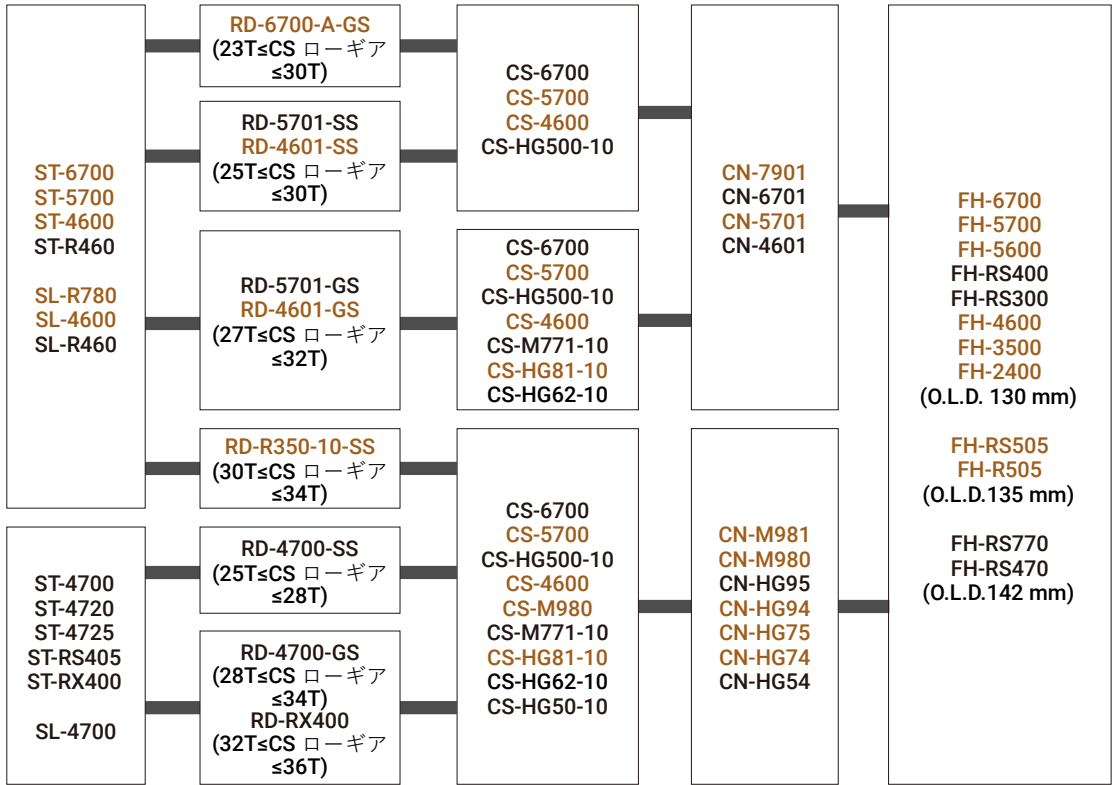 ST-6700
ST-5700
ST-4600
ST-R460
SL-R780
SL-4600
SL-R460
ST-4700
ST-4720
ST-4725
ST-RS405
ST-RX400
SL-4700
RD-6700-A-GS
(23T≤CS ローギア
≤30T)
RD-5701-SS
RD-4601-SS
(25T≤CS ローギア
≤30T)
RD-5701-GS
RD-4601-GS
(27T≤CS ローギア
≤32T)
RD-R350-10-SS
(30T≤CS ローギア
≤34T)
RD-4700-SS
(25T≤CS ローギア
≤28T)
RD-4700-GS
(28T≤CS ローギア
≤34T)
RD-RX400
(32T≤CS ローギア
≤36T)
CS-6700
CS-5700
CS-4600
CS-HG500-10
CS-6700
CS-5700
CS-HG500-10
CS-4600
CS-M771-10
CS-HG81-10
CS-HG62-10
CS-6700
CS-5700
CS-HG500-10
CS-4600
CS-M980
CS-M771-10
CS-HG81-10
CS-HG62-10
CS-HG50-10
CN-7901
CN-6701
CN-5701
CN-4601
CN-M981
CN-M980
CN-HG95
CN-HG94
CN-HG75
CN-HG74
CN-HG54
FH-6700
FH-5700
FH-5600
FH-RS400
FH-RS300
FH-4600
FH-3500
FH-2400
(O.L.D. 130 mm)
FH-RS505
FH-R505
(O.L.D.135 mm)
FH-RS770
FH-RS470
(O.L.D.142 mm)